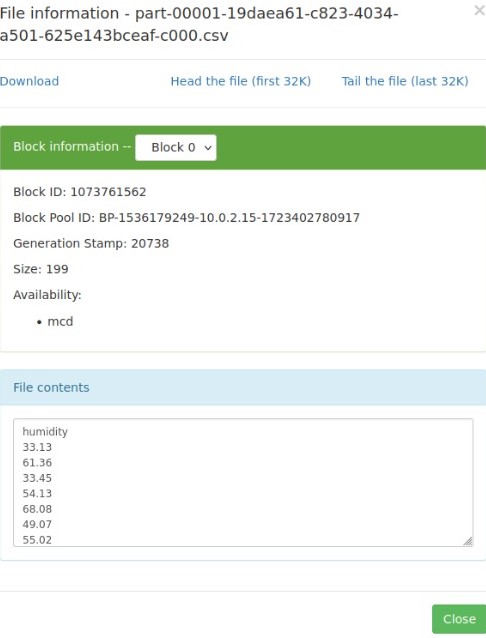 File information - part-00001-19daea61-c823-4034-
a501-625e143bceaf-c000.csv
×
Download
Head the file (first 32K)
Tail the file (last 32K)
Block information --
Block 0
Block ID: 1073761562
Block Pool ID: BP-1536179249-10.0.2.15-1723402780917
Generation Stamp: 20738
Size: 199
Availability:
• mcd
File contents
humidity
33.13
61.36
33.45
54.13
68.08
49.07
55.02
Close